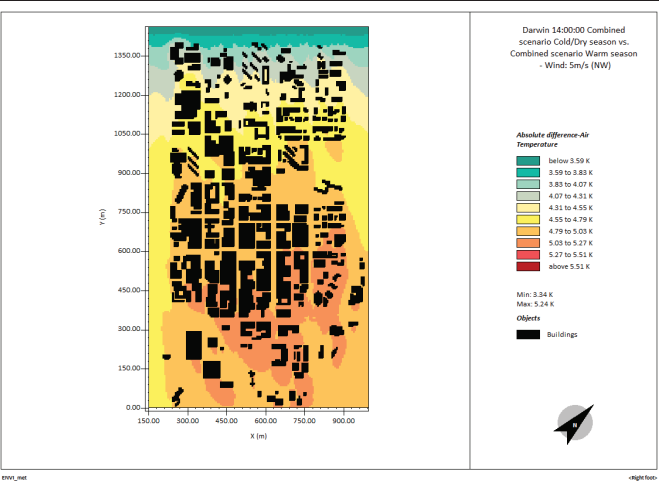 Darwin 14:00:00 Combined
scenario Cold/Dry season vs.
Combined scenario Warm season
- Wind: 5m/s (NW)
1350.00
1200.00
1050.00
900.00
750.00
600.00
450.00
300.00
150.00
0.00
Y (m)
150.00 300.00 450.00 600.00 750.00 900.00
X (m)
Absolute difference-Air
Temperature
below 3.59 K
3.59 to 3.83 K
3.83 to 4.07 K
4.07 to 4.31 K
4.31 to 4.55 K
4.55 to 4.79 K
4.79 to 5.03 K
5.03 to 5.27 K
5.27 to 5.51 K
above 5.51 K
Min: 3.34 K
Max: 5.24 K
Objects
Buildings
N
ENVI_met
<Right foot>